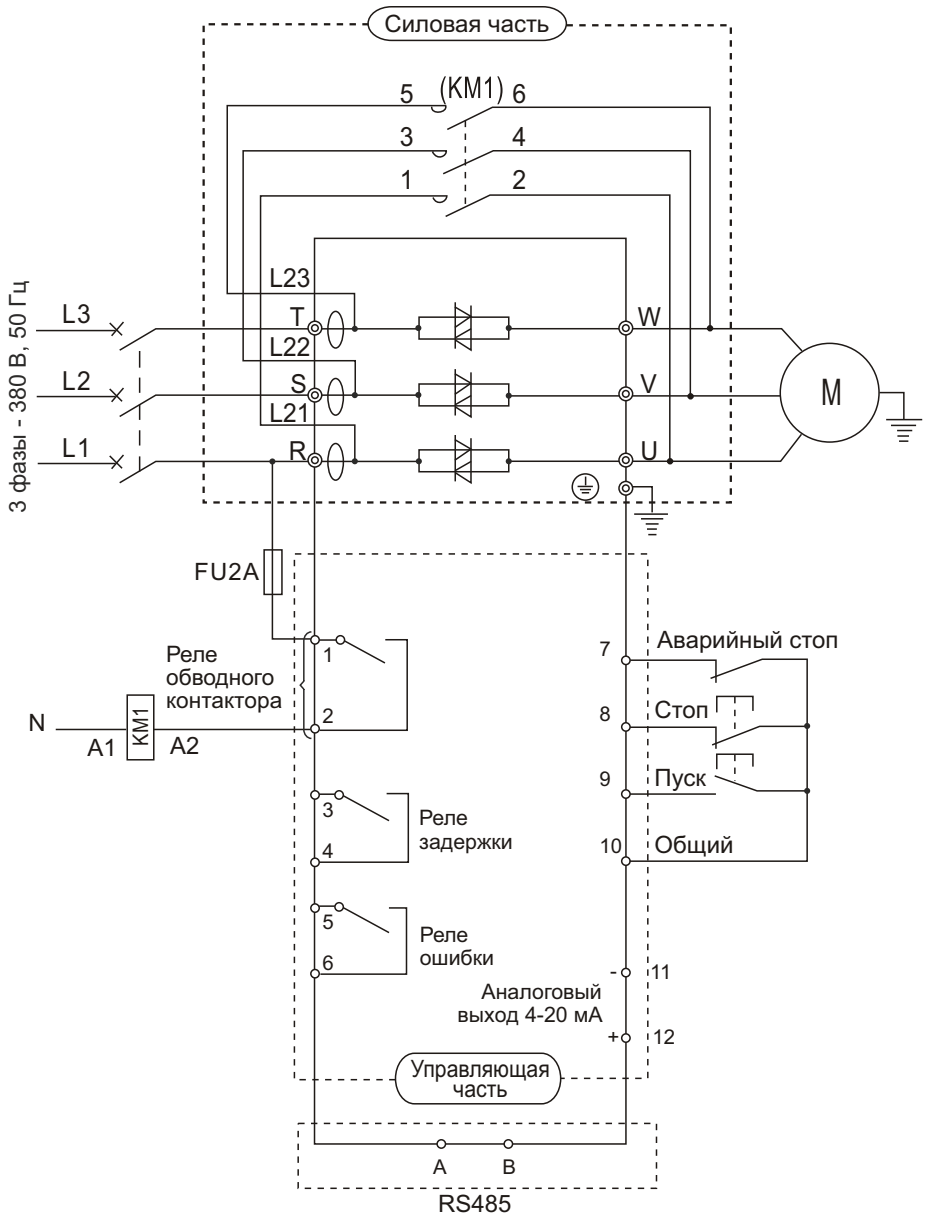 Силовая часть
(KM1)
5 6
3 4
1 2
3 фазы - 380 В, 50 Гц
L23
L3 T W
L22
L2 S V M
L21
L1 R U
FU2A
1
Реле
обводного
контактора
2
N
A1 KM1 A2
3
Реле
задержки
4
5
Реле
ошибки
6
7 Аварийный стоп
8 Стоп
9 Пуск
10 Общий
- 11
Аналоговый
выход 4-20 мА
+ 12
Управляющая
часть
A B
RS485